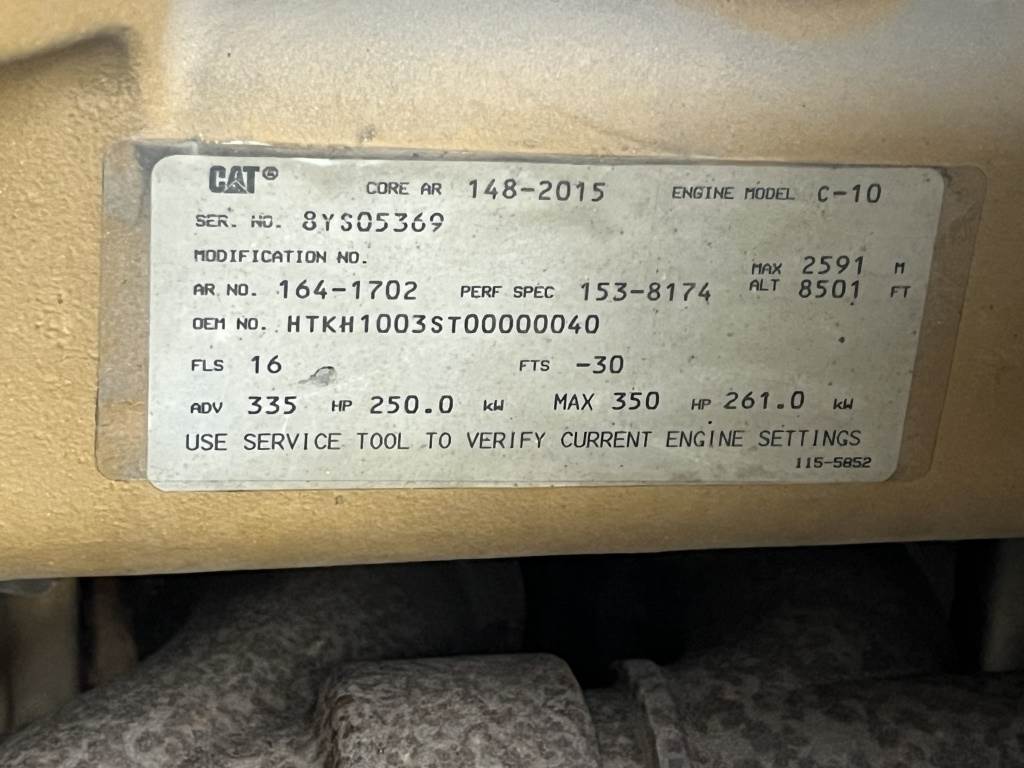 CAT® CORE AR 148-2015 ENGINE MODEL C-10
SER. NO. 8YS05369
MODIFICATION NO.
MAX 2591 M
AR NO. 164-1702 PERF SPEC 153-8174 ALT 8501 FT
OEM NO. HTKH1003ST00000040
FLS 16 FTS -30
ADV 335 HP 250.0 kW MAX 350 HP 261.0 kW
USE SERVICE TOOL TO VERIFY CURRENT ENGINE SETTINGS
115-5852